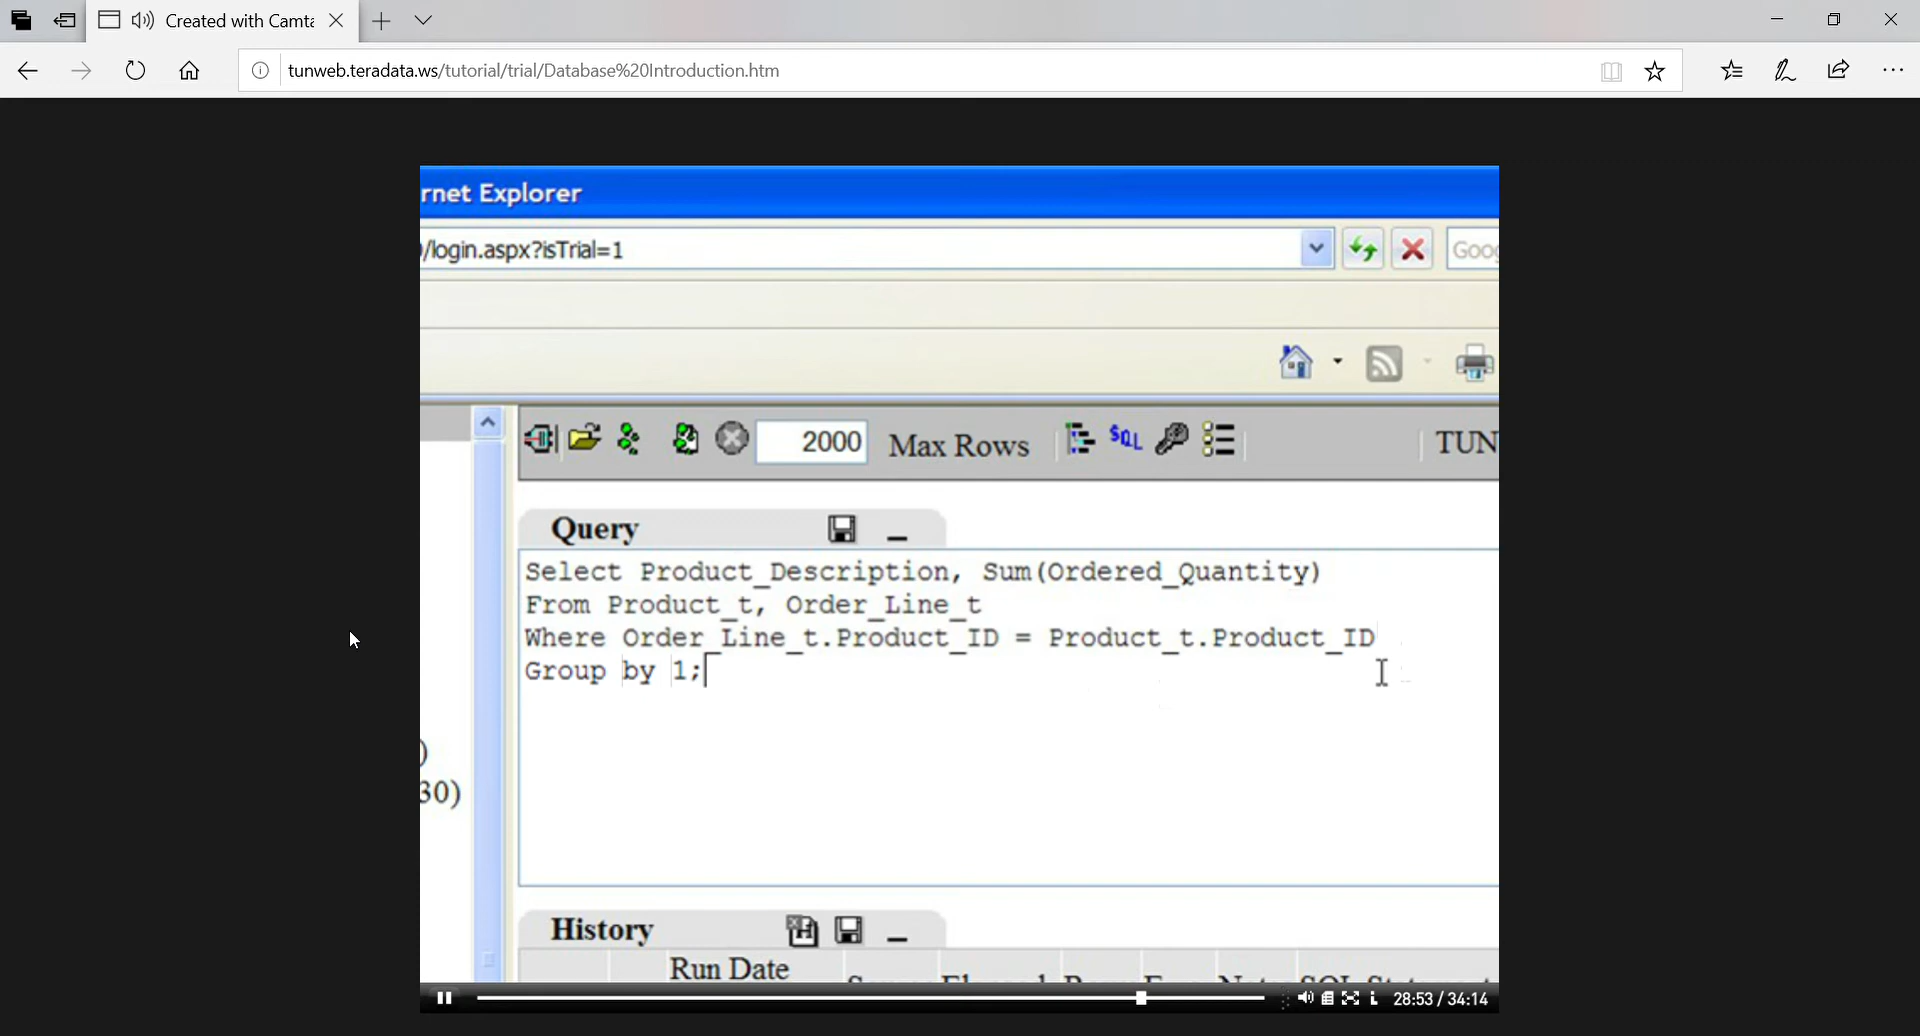 Created with Camta
tunweb.teradata.ws/tutorial/trial/Database%20Introduction.htm
rnet Explorer
/login.aspx?isTrial=1
Goog
2000 Max Rows SQL TUN
Query
Select Product_Description, Sum(Ordered_Quantity)
From Product_t, Order_Line_t
Where Order_Line_t.Product_ID = Product_t.Product_ID
Group by 1;
)
30)
History
Run Date
28:53 / 34:14